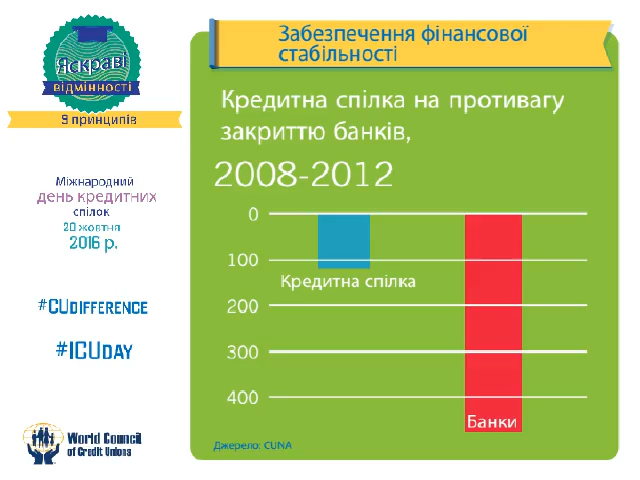 Яскраві
відмінності
9 принципів
Міжнародний
день кредитних
спілок
20 жовтня
2016 р.
#CUDIFFERENCE
#ICUDAY
World Council
of Credit Unions
Забезпечення фінансової
стабільності
Кредитна спілка на противагу
закриттю банків,
2008-2012
0
100
Кредитна спілка
200
300
400
Банки
Джерело: CUNA